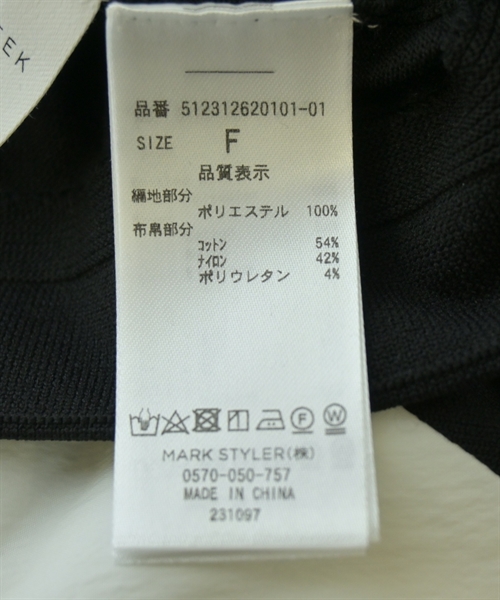 EK
品番 512312620101-01
SIZE F
品質表示
編地部分
ポリエステル 100%
布帛部分
コットン 54%
ナイロン 42%
ポリウレタン 4%
F W
MARK STYLER(株)
0570-050-757
MADE IN CHINA
231097